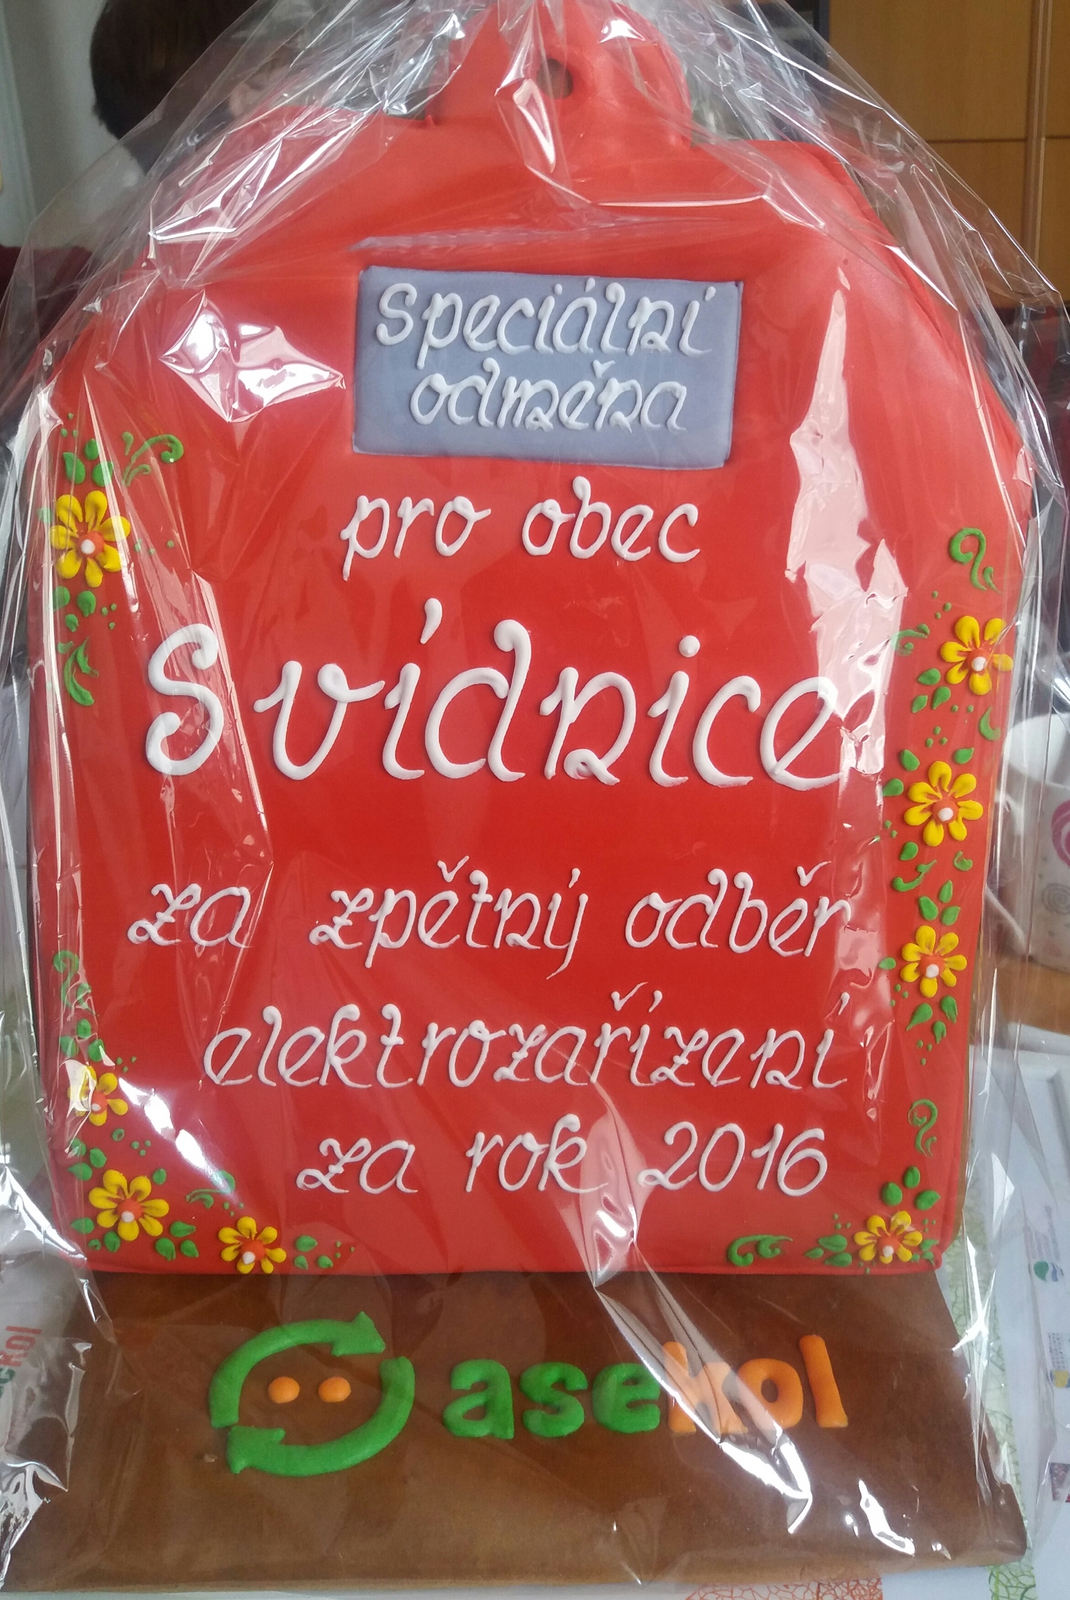 speciální
odměna
pro obec
Svídnice
za zpětný odběr
elektrozařízení
za rok 2016
asekol